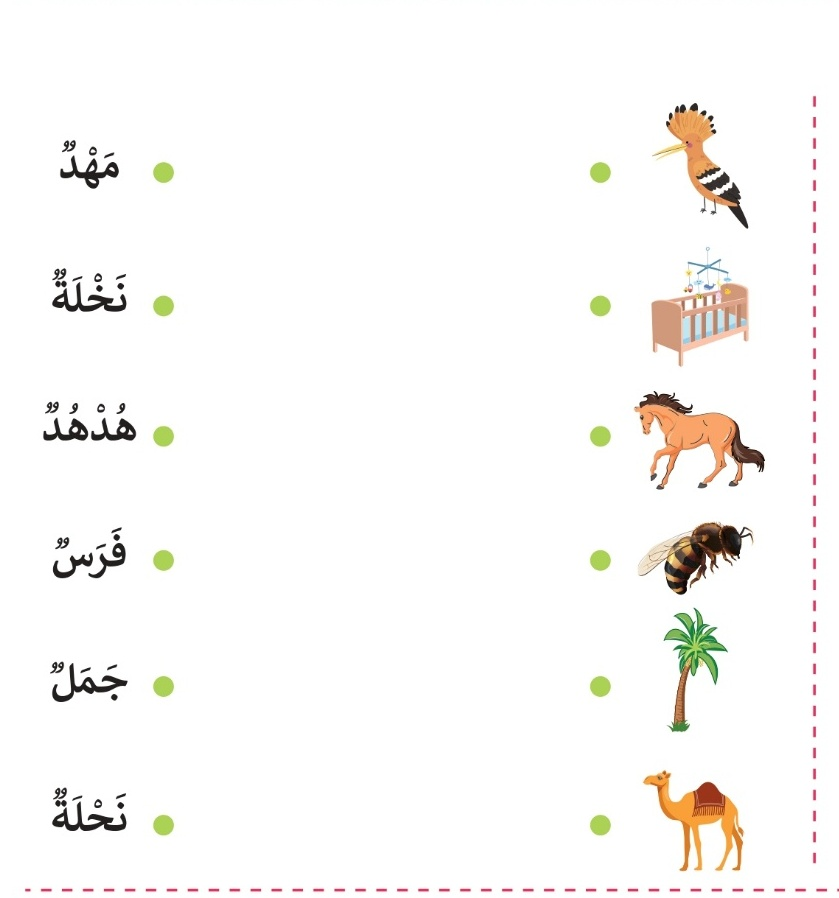 مَهْدٌ
نَخْلَةٌ
هُدْهُدٌ
فَرَسٌ
جَمَلٌ
نَحْلَةٌ